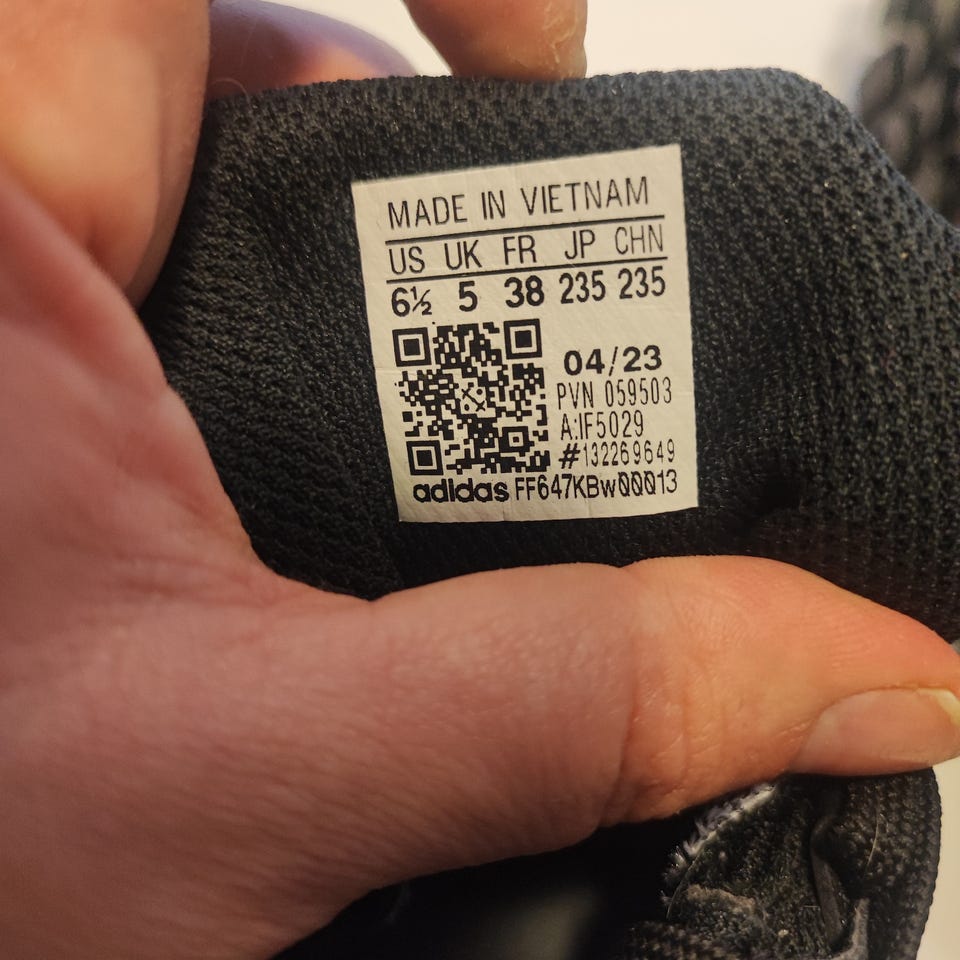 MADE IN VIETNAM
US UK FR JP CHN
6½ 5 38 235 235
04/23
PVN 059503
A:IF5029
#132269649
adidas FF647KBw00013